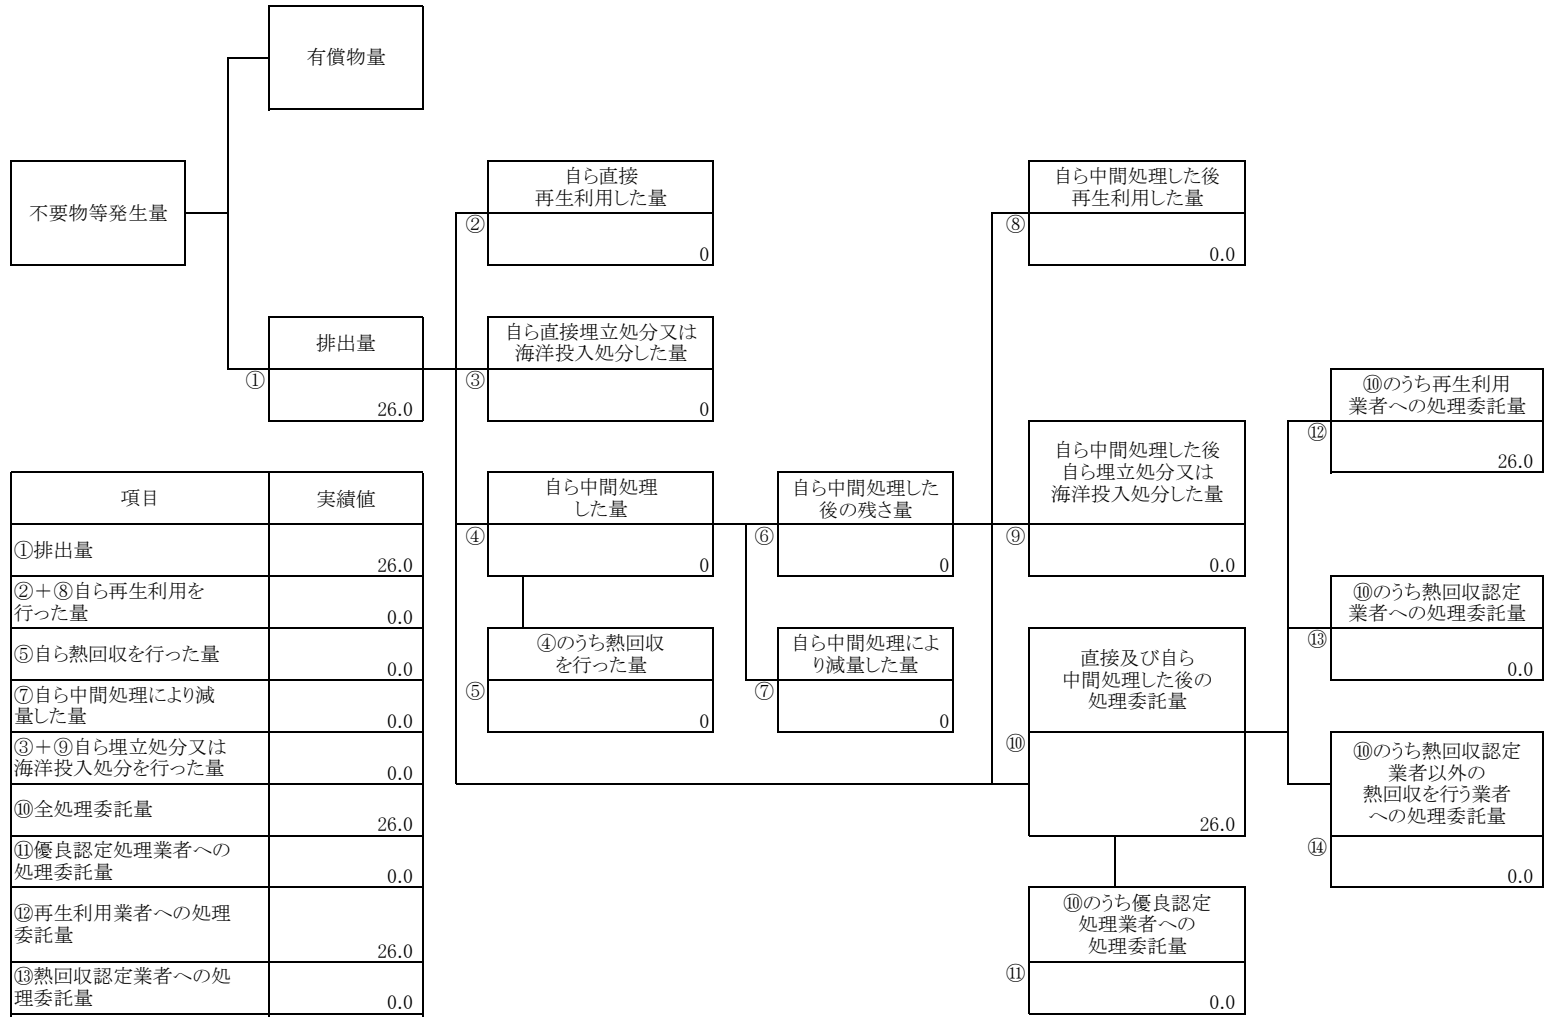 有償物量
不要物等発生量
自ら直接
再生利用した量
②
0
自ら中間処理した後
再生利用した量
⑧
0.0
排出量
①
26.0
自ら直接埋立処分又は
海洋投入処分した量
③
0
⑩のうち再生利用
業者への処理委託量
⑫
26.0
自ら中間処理
した量
④
0
自ら中間処理した
後の残さ量
⑥
0
自ら中間処理した後
自ら埋立処分又は
海洋投入処分した量
⑨
0.0
⑩のうち熱回収認定
業者への処理委託量
⑬
0.0
④のうち熱回収
を行った量
⑤
0
自ら中間処理によ
り減量した量
⑦
0
直接及び自ら
中間処理した後の
処理委託量
⑩
26.0
⑩のうち熱回収認定
業者以外の
熱回収を行う業者
への処理委託量
⑭
0.0
⑩のうち優良認定
処理業者への
処理委託量
⑪
0.0
項目 実績値
①排出量
26.0
②＋⑧自ら再生利用を
行った量
0.0
⑤自ら熱回収を行った量
0.0
⑦自ら中間処理により減
量した量
0.0
③＋⑨自ら埋立処分又は
海洋投入処分を行った量
0.0
⑩全処理委託量
26.0
⑪優良認定処理業者への
処理委託量
0.0
⑫再生利用業者への処理
委託量
26.0
⑬熱回収認定業者への処
理委託量
0.0